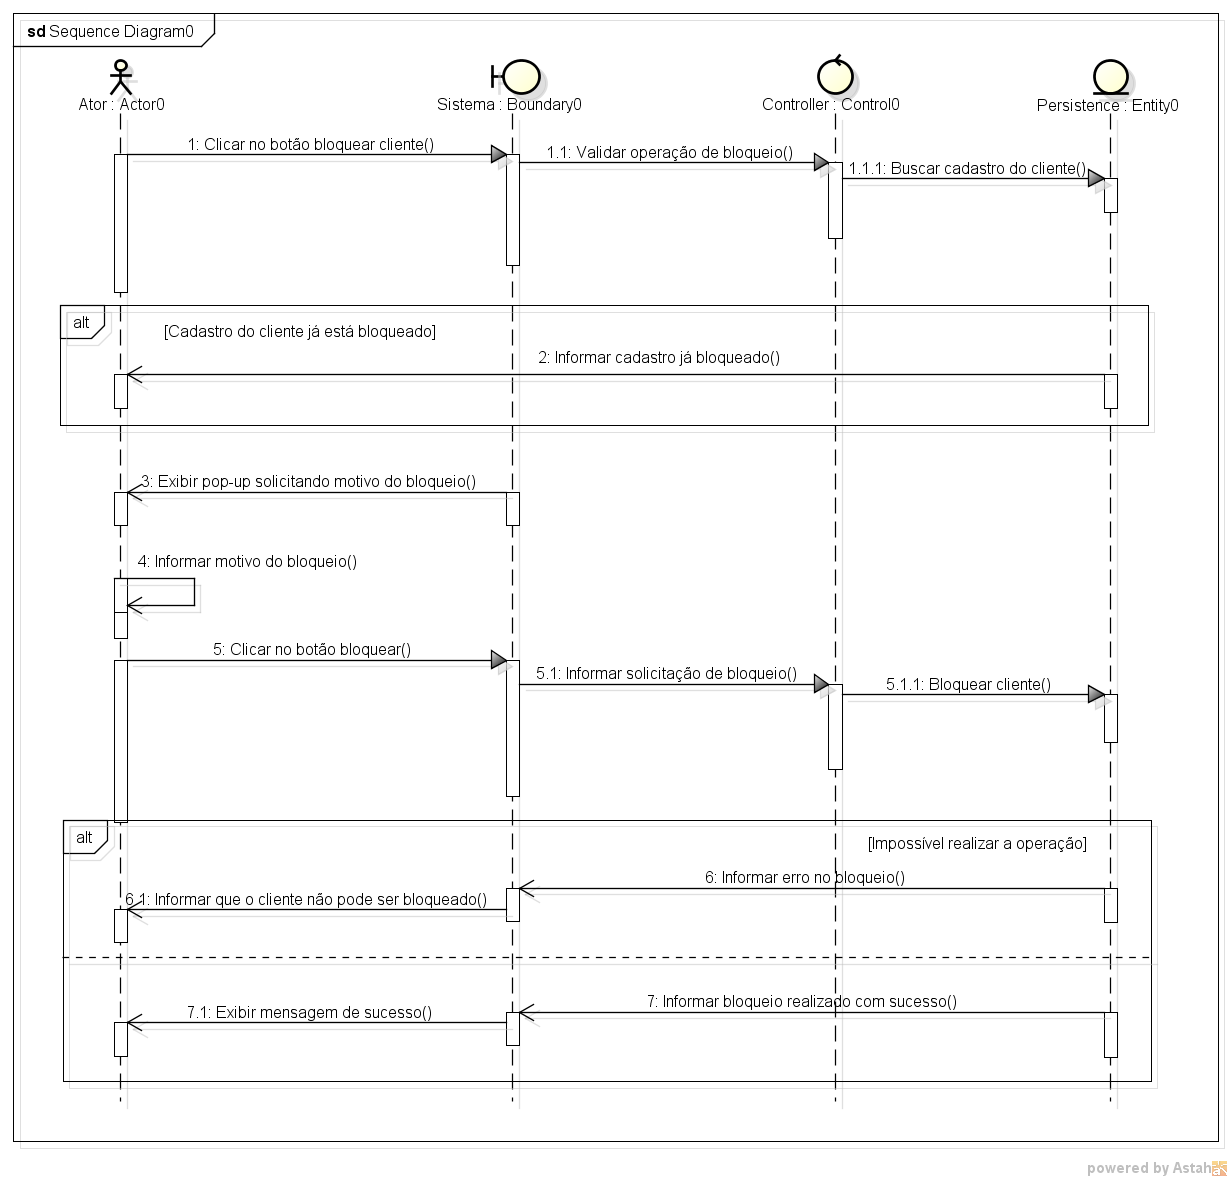 sd Sequence Diagram0
Ator : Actor0
Sistema : Boundary0
Controller : Control0
Persistence : Entity0
1: Clicar no botão bloquear cliente()
1.1: Validar operação de bloqueio()
1.1.1: Buscar cadastro do cliente()
alt
[Cadastro do cliente já está bloqueado]
2: Informar cadastro já bloqueado()
3: Exibir pop-up solicitando motivo do bloqueio()
4: Informar motivo do bloqueio()
5: Clicar no botão bloquear()
5.1: Informar solicitação de bloqueio()
5.1.1: Bloquear cliente()
alt
[Impossível realizar a operação]
6: Informar erro no bloqueio()
6.1: Informar que o cliente não pode ser bloqueado()
7: Informar bloqueio realizado com sucesso()
7.1: Exibir mensagem de sucesso()
powered by Astah